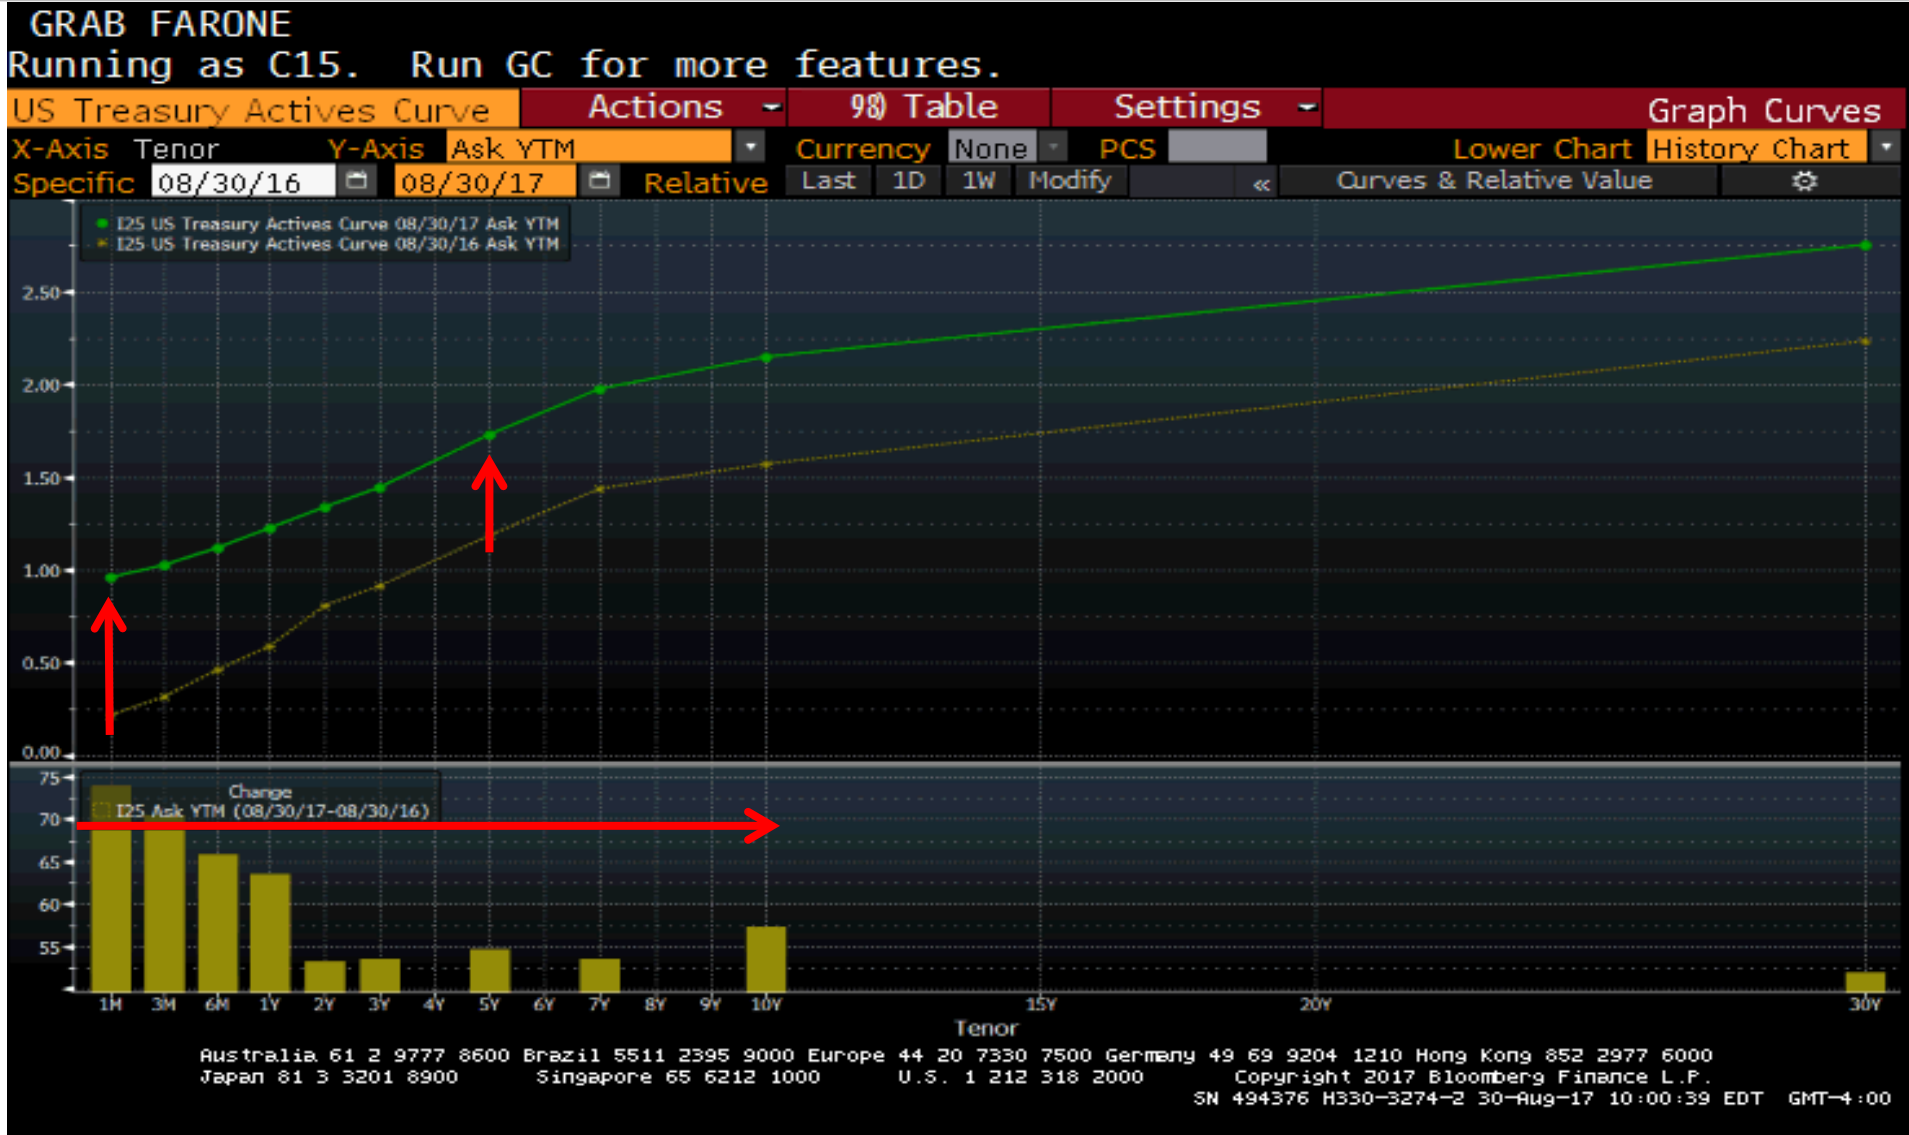 GRAB FARONE
Running as C15. Run GC for more features.
US Treasury Actives Curve Actions 98) Table Settings Graph Curves
X-Axis Tenor Y-Axis Ask YTM Currency None PCS Lower Chart History Chart
Specific 08/30/16 08/30/17 Relative Last 1D 1W Modify « Curves & Relative Value
I25 US Treasury Actives Curve 08/30/17 Ask YTM
I25 US Treasury Actives Curve 08/30/16 Ask YTM
2.50
2.00
1.50
1.00
0.50
0.00
75
Change
I25 Ask YTM (08/30/17-08/30/16)
70
65
60
55
1M 3M 6M 1Y 2Y 3Y 4Y 5Y 6Y 7Y 8Y 9Y 10Y 15Y 20Y 30Y
Tenor
Australia 61 2 9777 8600 Brazil 5511 2395 9000 Europe 44 20 7330 7500 Germany 49 69 9204 1210 Hong Kong 852 2977 6000
Japan 81 3 3201 8900 Singapore 65 6212 1000 U.S. 1 212 318 2000 Copyright 2017 Bloomberg Finance L.P.
SN 494376 H330-3274-2 30-Aug-17 10:00:39 EDT GMT-4:00